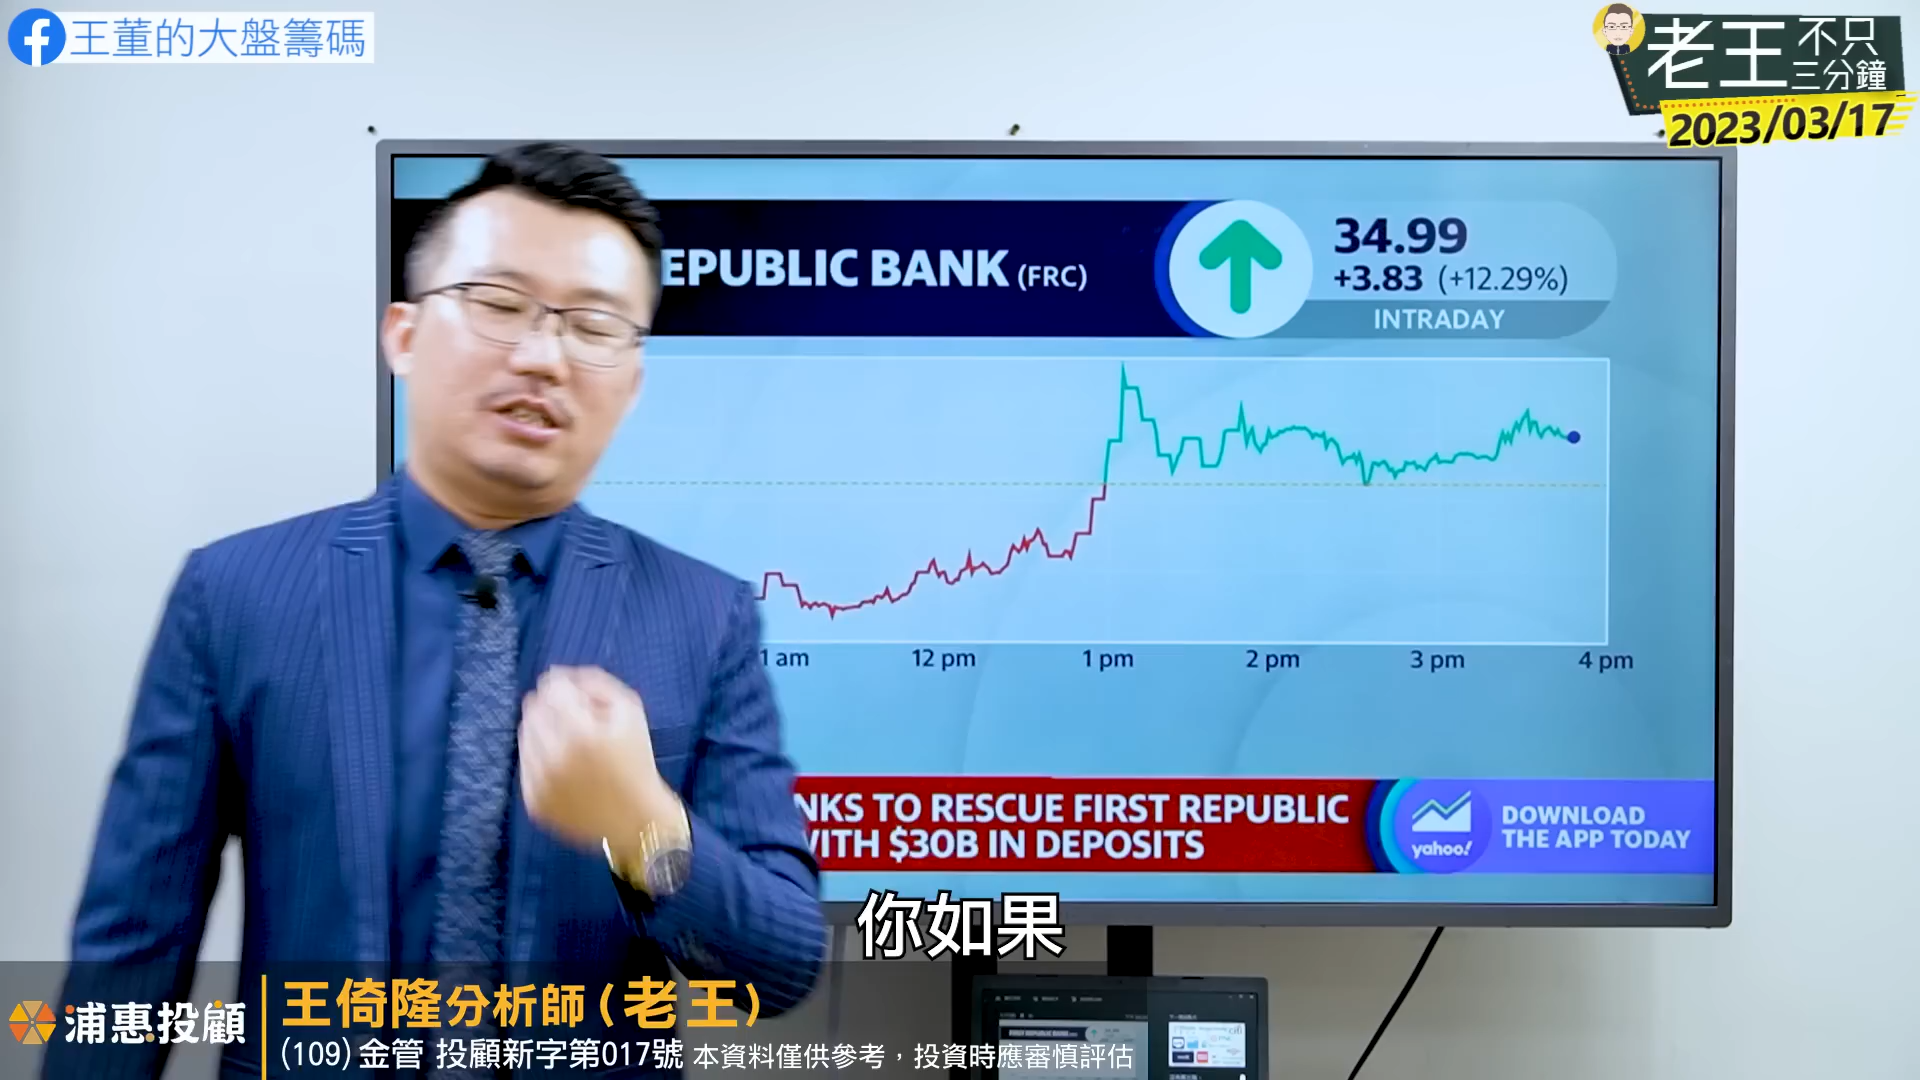 王董的大盤籌碼
老王不只三分鐘
2023/03/17
EPUBLIC BANK (FRC)
34.99
+3.83 (+12.29%)
INTRADAY
1 am 12 pm 1 pm 2 pm 3 pm 4 pm
NKS TO RESCUE FIRST REPUBLIC
WITH $30B IN DEPOSITS
yahoo!
DOWNLOAD
THE APP TODAY
你如果
浦惠投顧
王倚隆分析師(老王)
(109) 金管 投顧新字第017號 本資料僅供參考，投資時應審慎評估